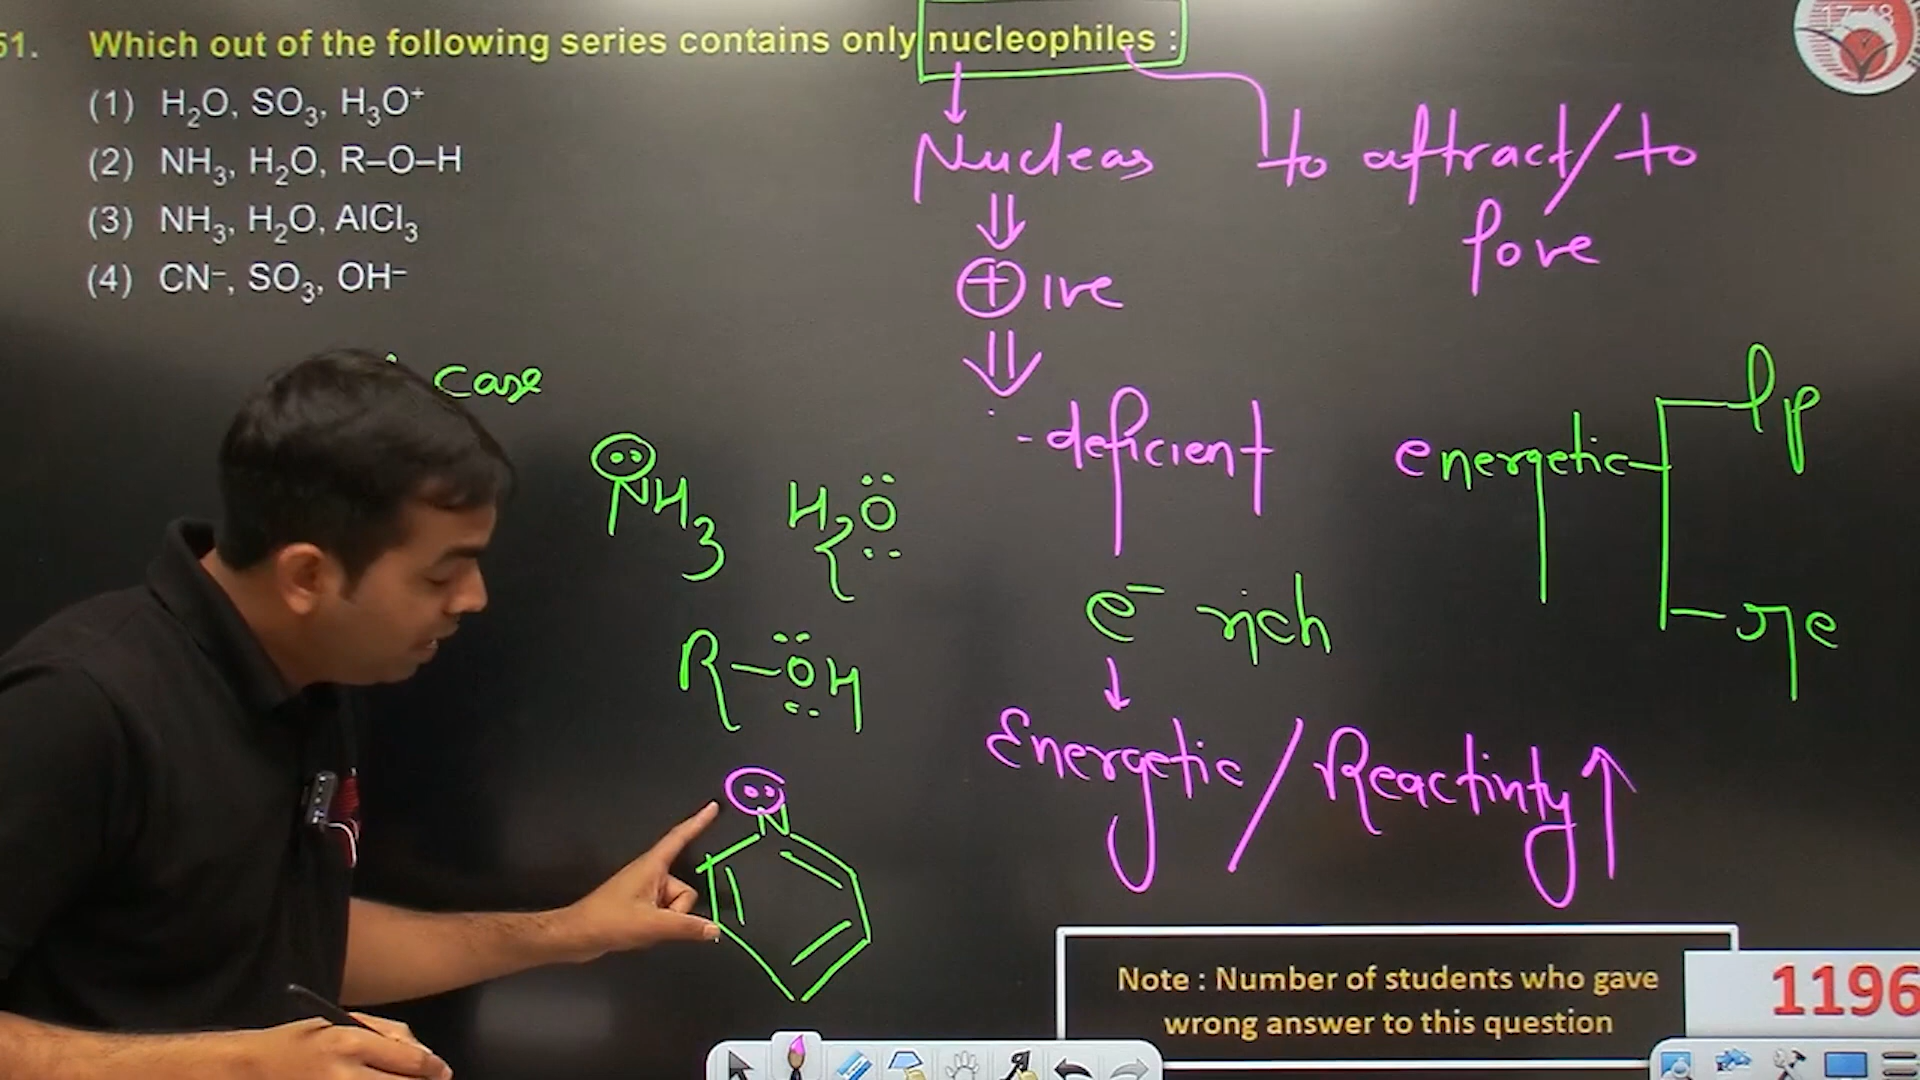 51. Which out of the following series contains only nucleophiles :
(1) H₂O, SO₃, H₃O⁺
(2) NH₃, H₂O, R–O–H
(3) NH₃, H₂O, AlCl₃
(4) CN⁻, SO₃, OH⁻
Nucleas
to attract/to
love
⊕ive
case
-deficient
energetic
lp
-ve
NH₃
H₂O
e⁻ rich
R–OH
Energetic/Reactivity↑
N
Note : Number of students who gave
wrong answer to this question
1196
17:48